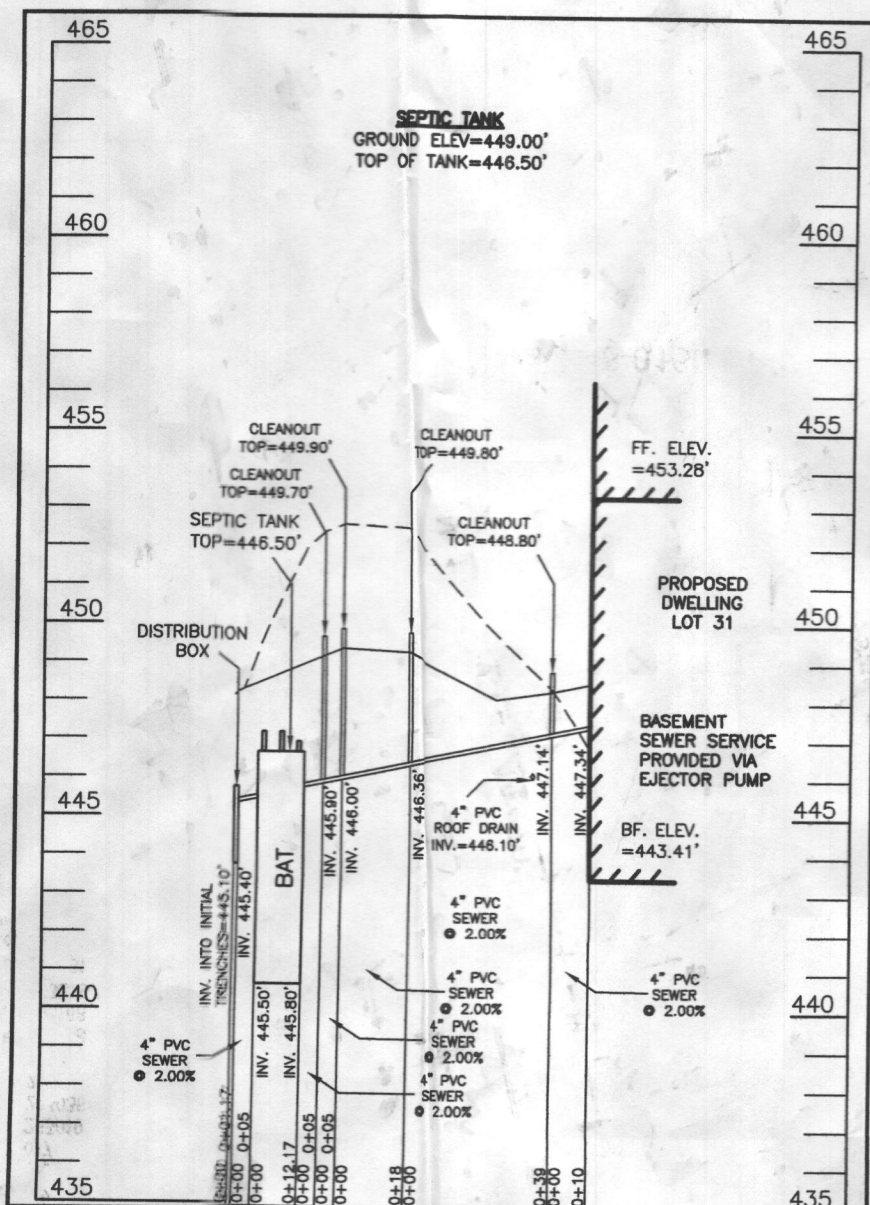 465
465
SEPTIC TANK
GROUND ELEV=449.00'
TOP OF TANK=446.50'
460
460
455
455
CLEANOUT
TOP=449.90'
CLEANOUT
TOP=449.80'
FF. ELEV.
=453.28'
CLEANOUT
TOP=449.70'
SEPTIC TANK
TOP=446.50'
CLEANOUT
TOP=448.80'
PROPOSED
DWELLING
LOT 31
450
450
DISTRIBUTION
BOX
BASEMENT
SEWER SERVICE
PROVIDED VIA
EJECTOR PUMP
445
445
INV. INTO INITIAL
TRENCHES=445.10'
INV. 445.40'
BAT
INV. 445.50'
INV. 445.80'
INV. 445.90'
INV. 446.00'
INV. 446.36'
4" PVC
ROOF DRAIN
INV.=446.10'
INV. 447.14'
INV. 447.34'
BF. ELEV.
=443.41'
4" PVC
SEWER
@ 2.00%
440
440
4" PVC
SEWER
@ 2.00%
4" PVC
SEWER
@ 2.00%
4" PVC
SEWER
@ 2.00%
4" PVC
SEWER
@ 2.00%
4" PVC
SEWER
@ 2.00%
435
0+05
0+00
0+00
0+12.17
0+00
0+05
0+00
0+05
0+00
0+18
0+00
0+39
0+00
0+10
435